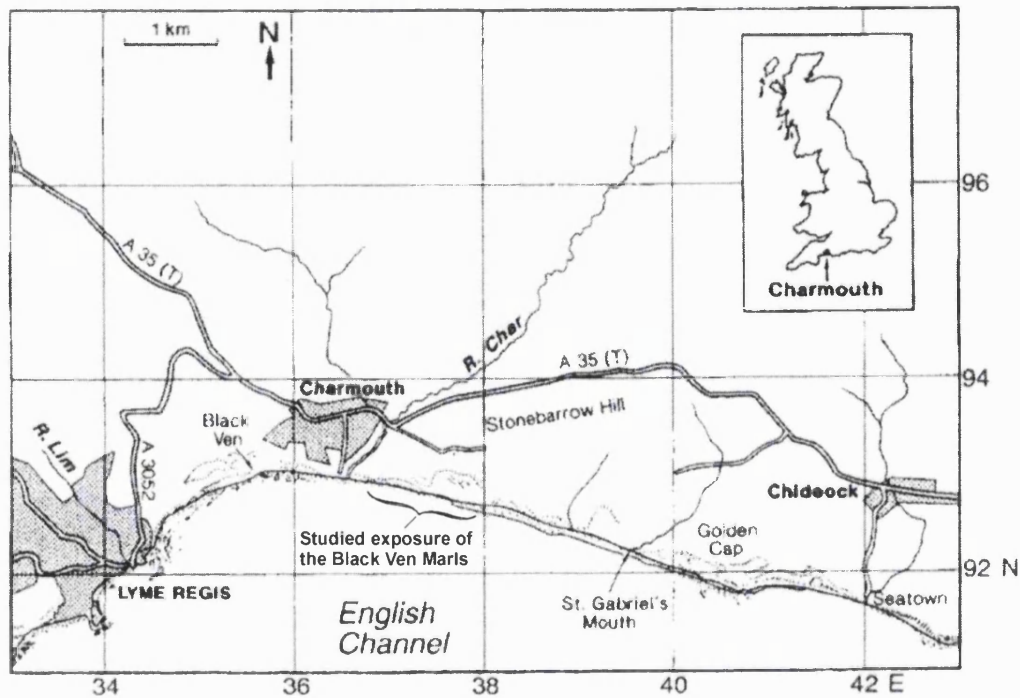 1 km
N
96
A 35 (T)
Charmouth
R. Char
A 35 (T)
94
Charmouth
Stonebarrow Hill
Black
Ven
R. Lim
A 3052
Chideock
Studied exposure of
the Black Ven Marls
Golden
Cap
92 N
LYME REGIS
English
Channel
St. Gabriel's
Mouth
Seatown
34
36
38
40
42 E